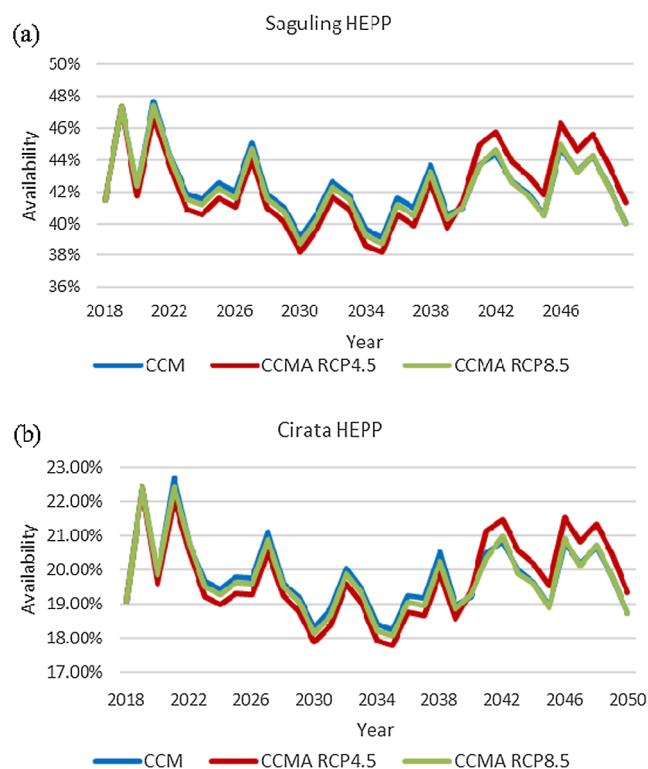 (a)
Saguling HEPP
50%
48%
46%
44%
42%
40%
38%
36%
Availability
2018 2022 2026 2030 2034 2038 2042 2046
Year
CCM CCMA RCP4.5 CCMA RCP8.5
(b)
Cirata HEPP
23.00%
22.00%
21.00%
20.00%
19.00%
18.00%
17.00%
Availability
2018 2022 2026 2030 2034 2038 2042 2046 2050
Year
CCM CCMA RCP4.5 CCMA RCP8.5